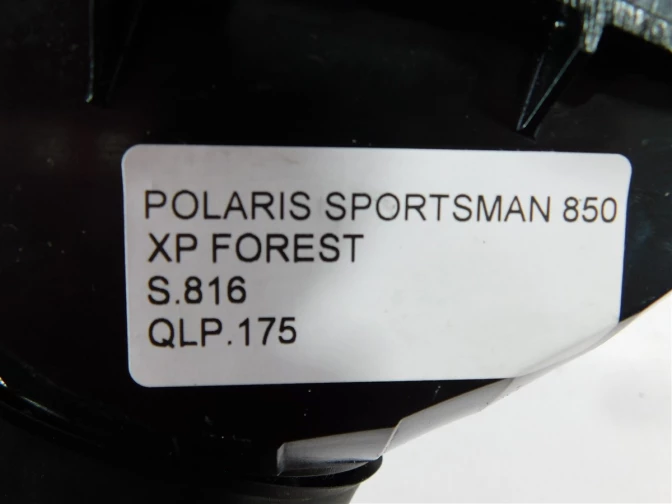 POLARIS SPORTSMAN 850
XP FOREST
S.816
QLP.175